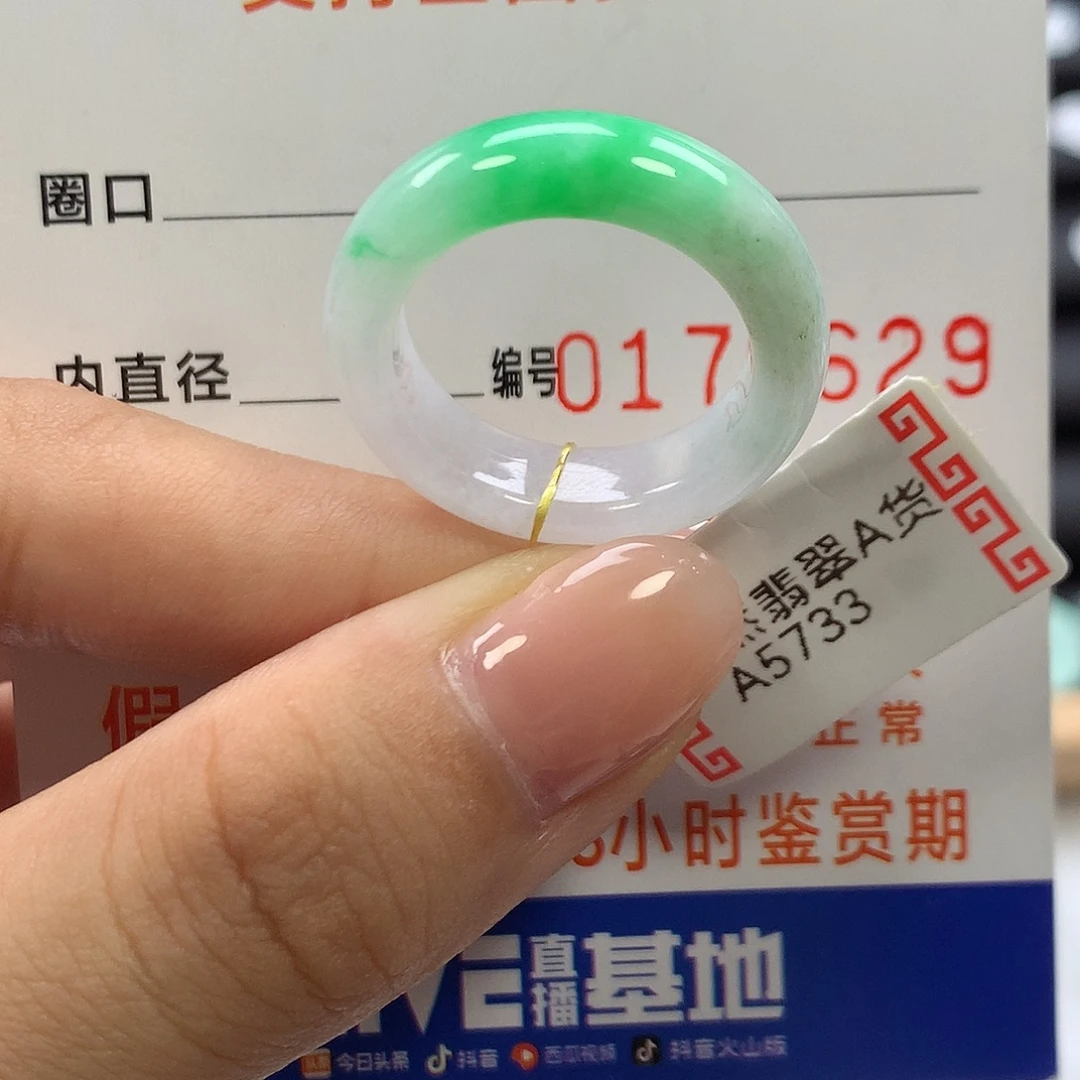 圈口
内直径
编号017 629
翡翠A货
A5733
假
正常
小时鉴赏期
直播基地
今日头条 抖音 西瓜视频 抖音火山版